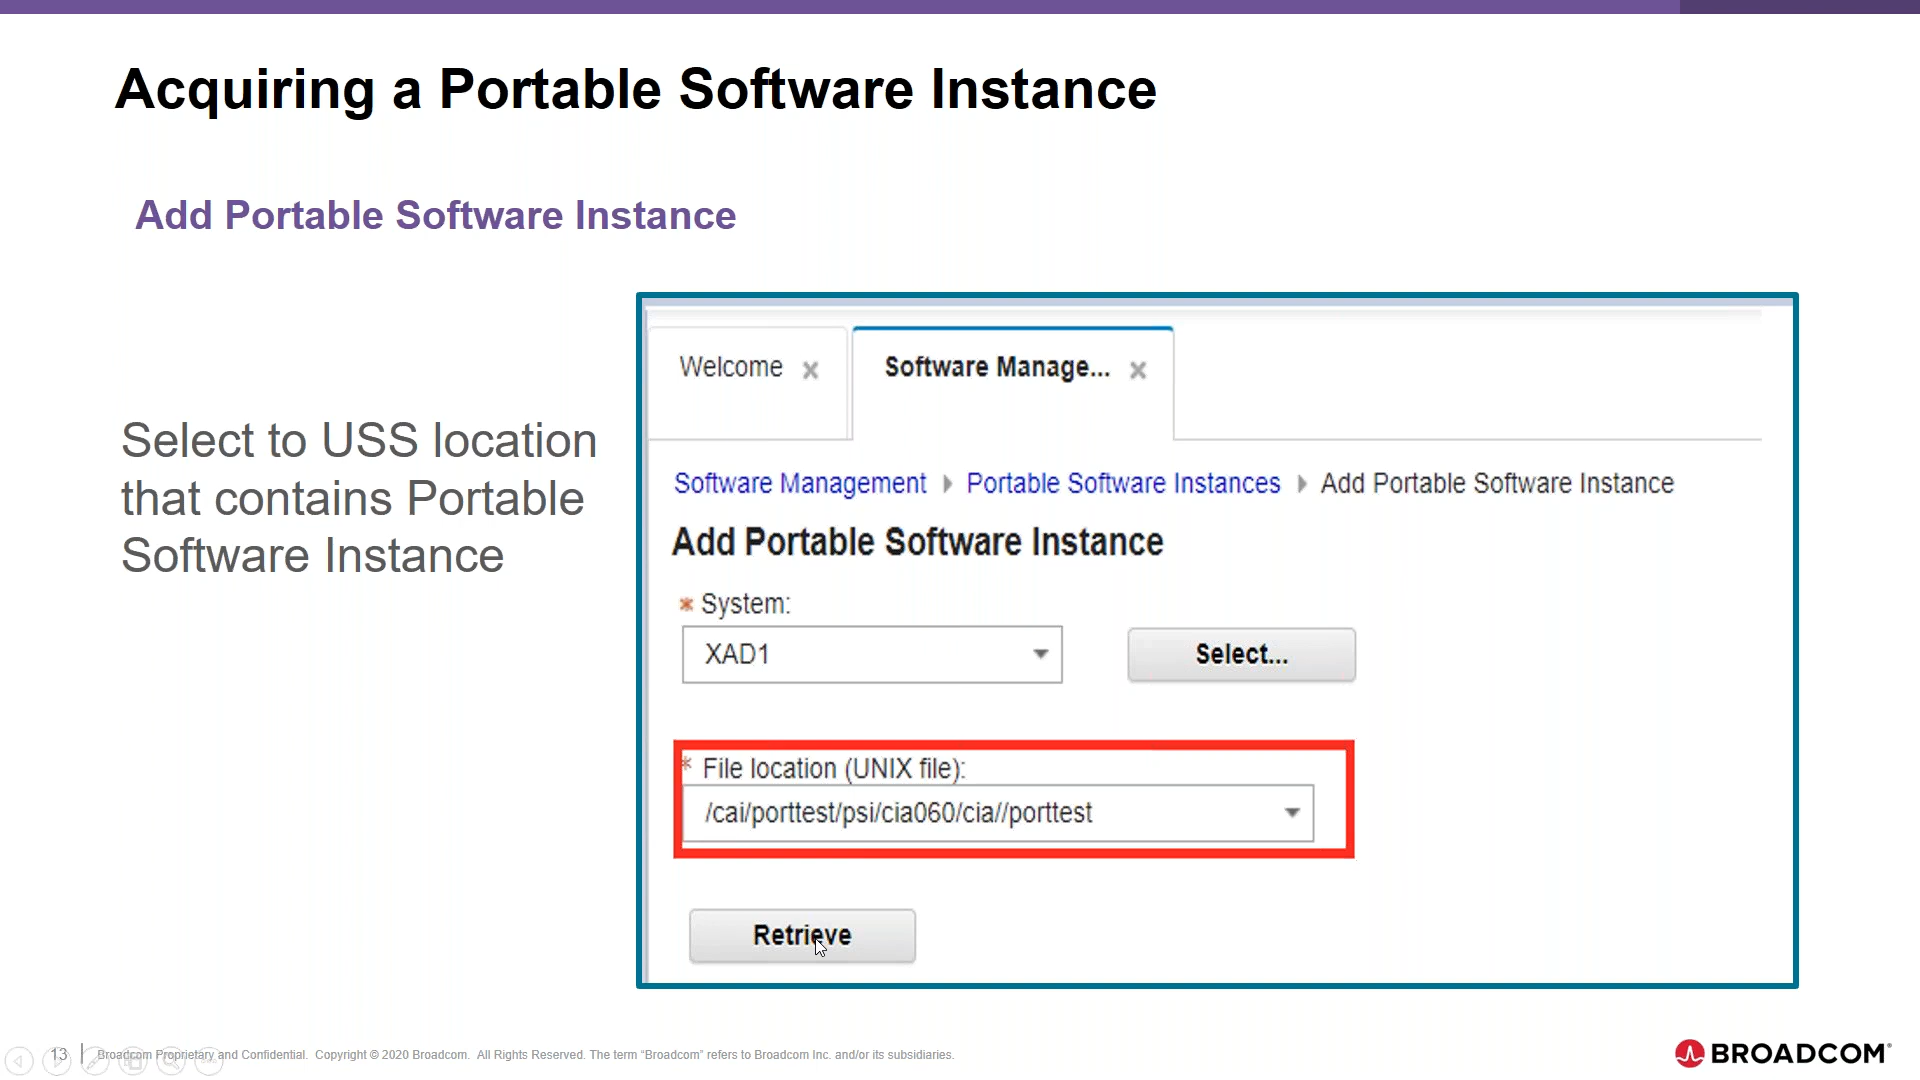 Acquiring a Portable Software Instance
Add Portable Software Instance
Select to USS location
that contains Portable
Software Instance
Welcome
Software Manage...
Software Management Portable Software Instances Add Portable Software Instance
Add Portable Software Instance
* System:
XAD1
Select...
* File location (UNIX file):
/cai/porttest/psi/cia060/cia//porttest
Retrieve
13
Broadcom Proprietary and Confidential. Copyright © 2020 Broadcom. All Rights Reserved. The term “Broadcom” refers to Broadcom Inc. and/or its subsidiaries.
BROADCOM®